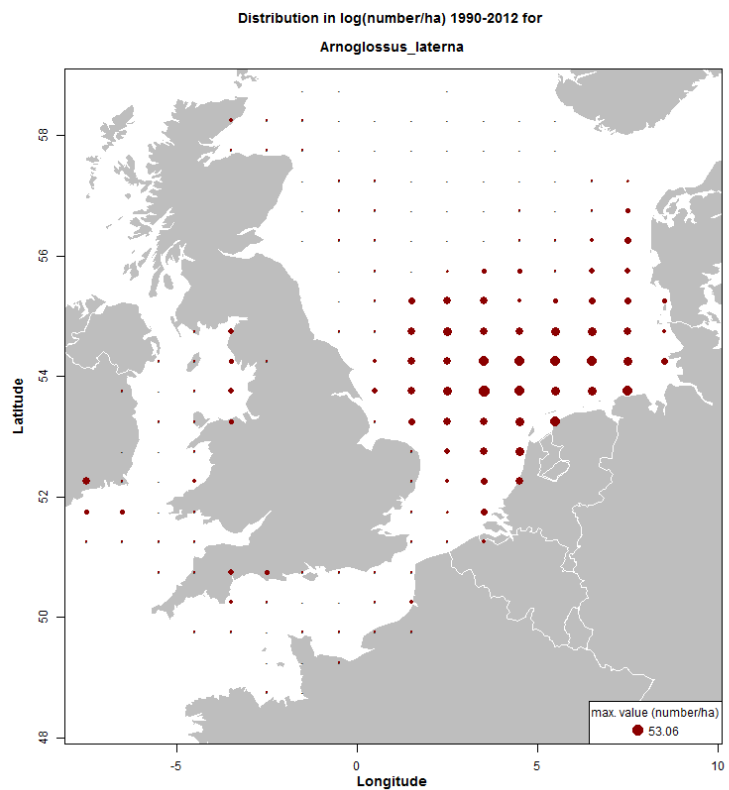 Distribution in log(number/ha) 1990-2012 for
Arnoglossus_laterna
58
56
54
52
50
48
Latitude
-5
0
5
10
Longitude
max. value (number/ha)
53.06